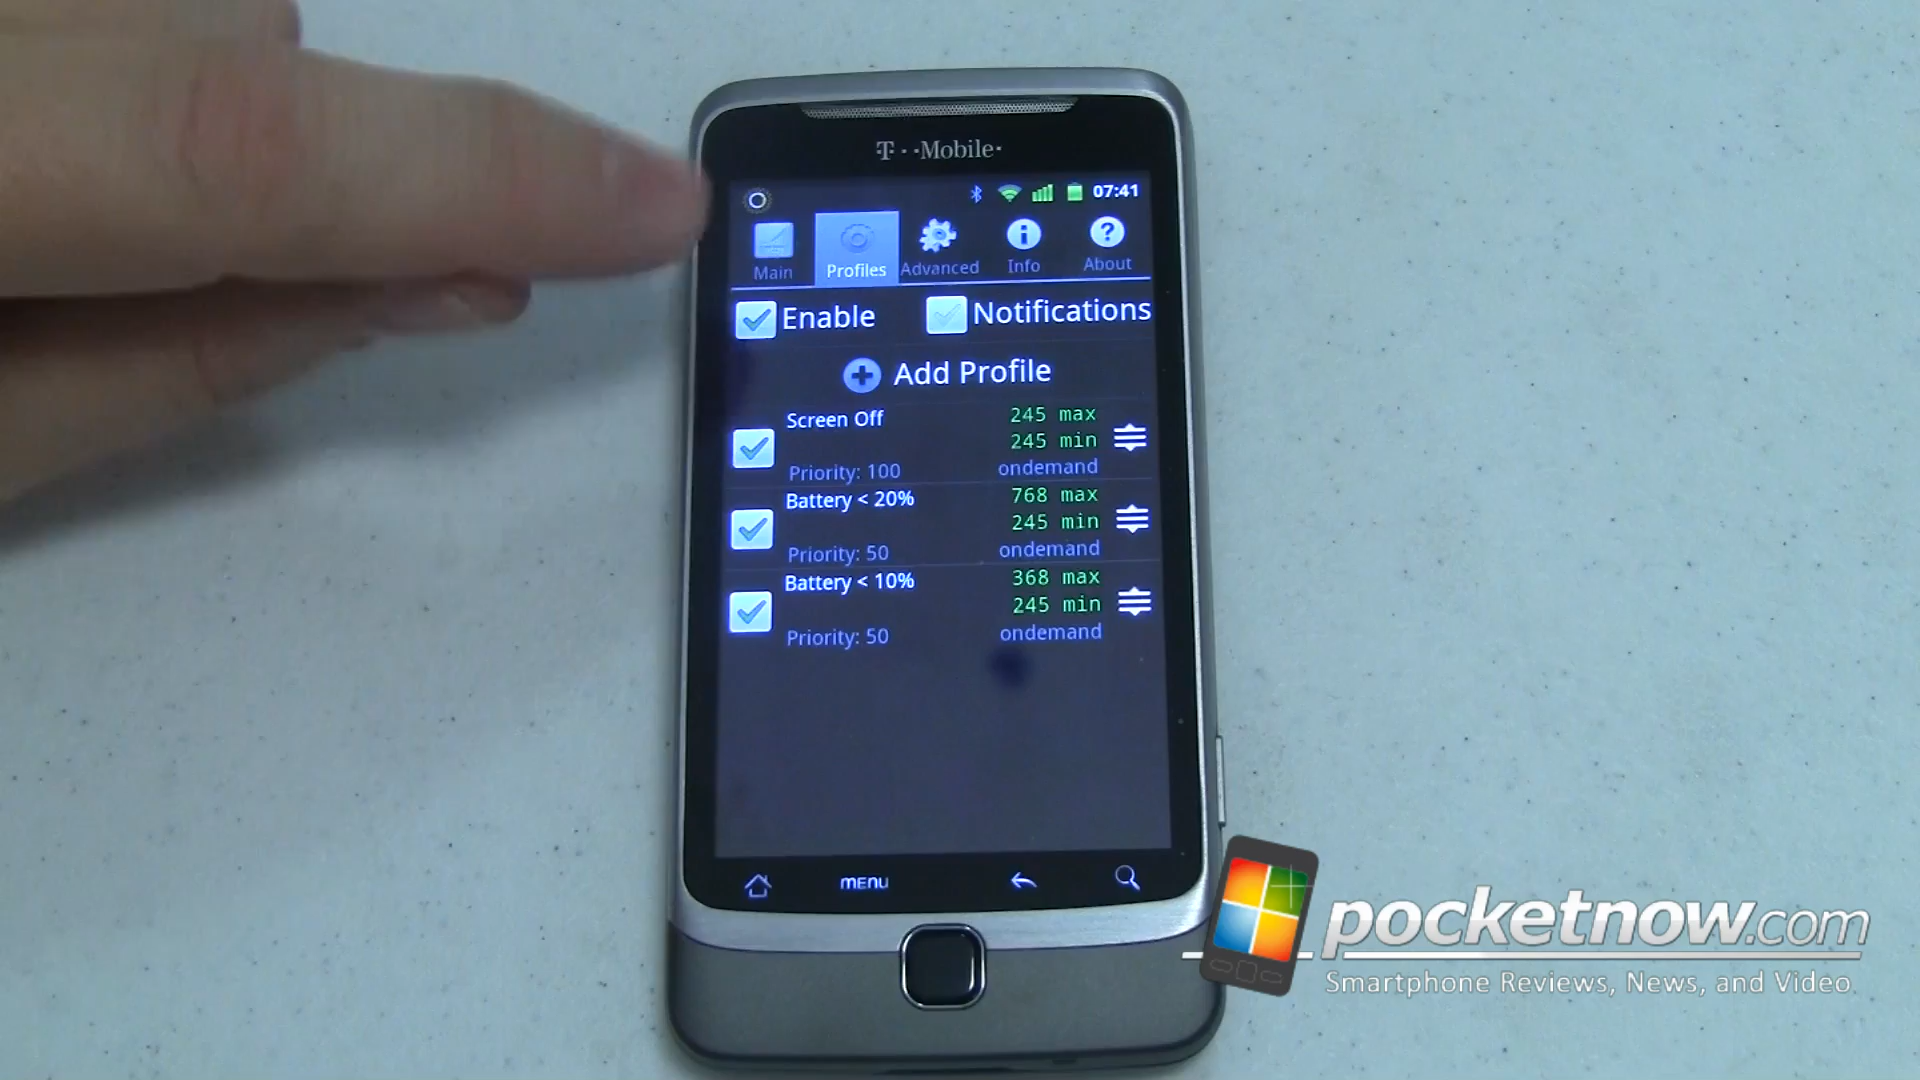 T··Mobile·
07:41
Main Profiles Advanced Info About
Enable Notifications
Add Profile
Screen Off 245 max
245 min
Priority: 100 ondemand
Battery < 20% 768 max
245 min
Priority: 50 ondemand
Battery < 10% 368 max
245 min
Priority: 50 ondemand
MENU
pocketnow.com
Smartphone Reviews, News, and Video